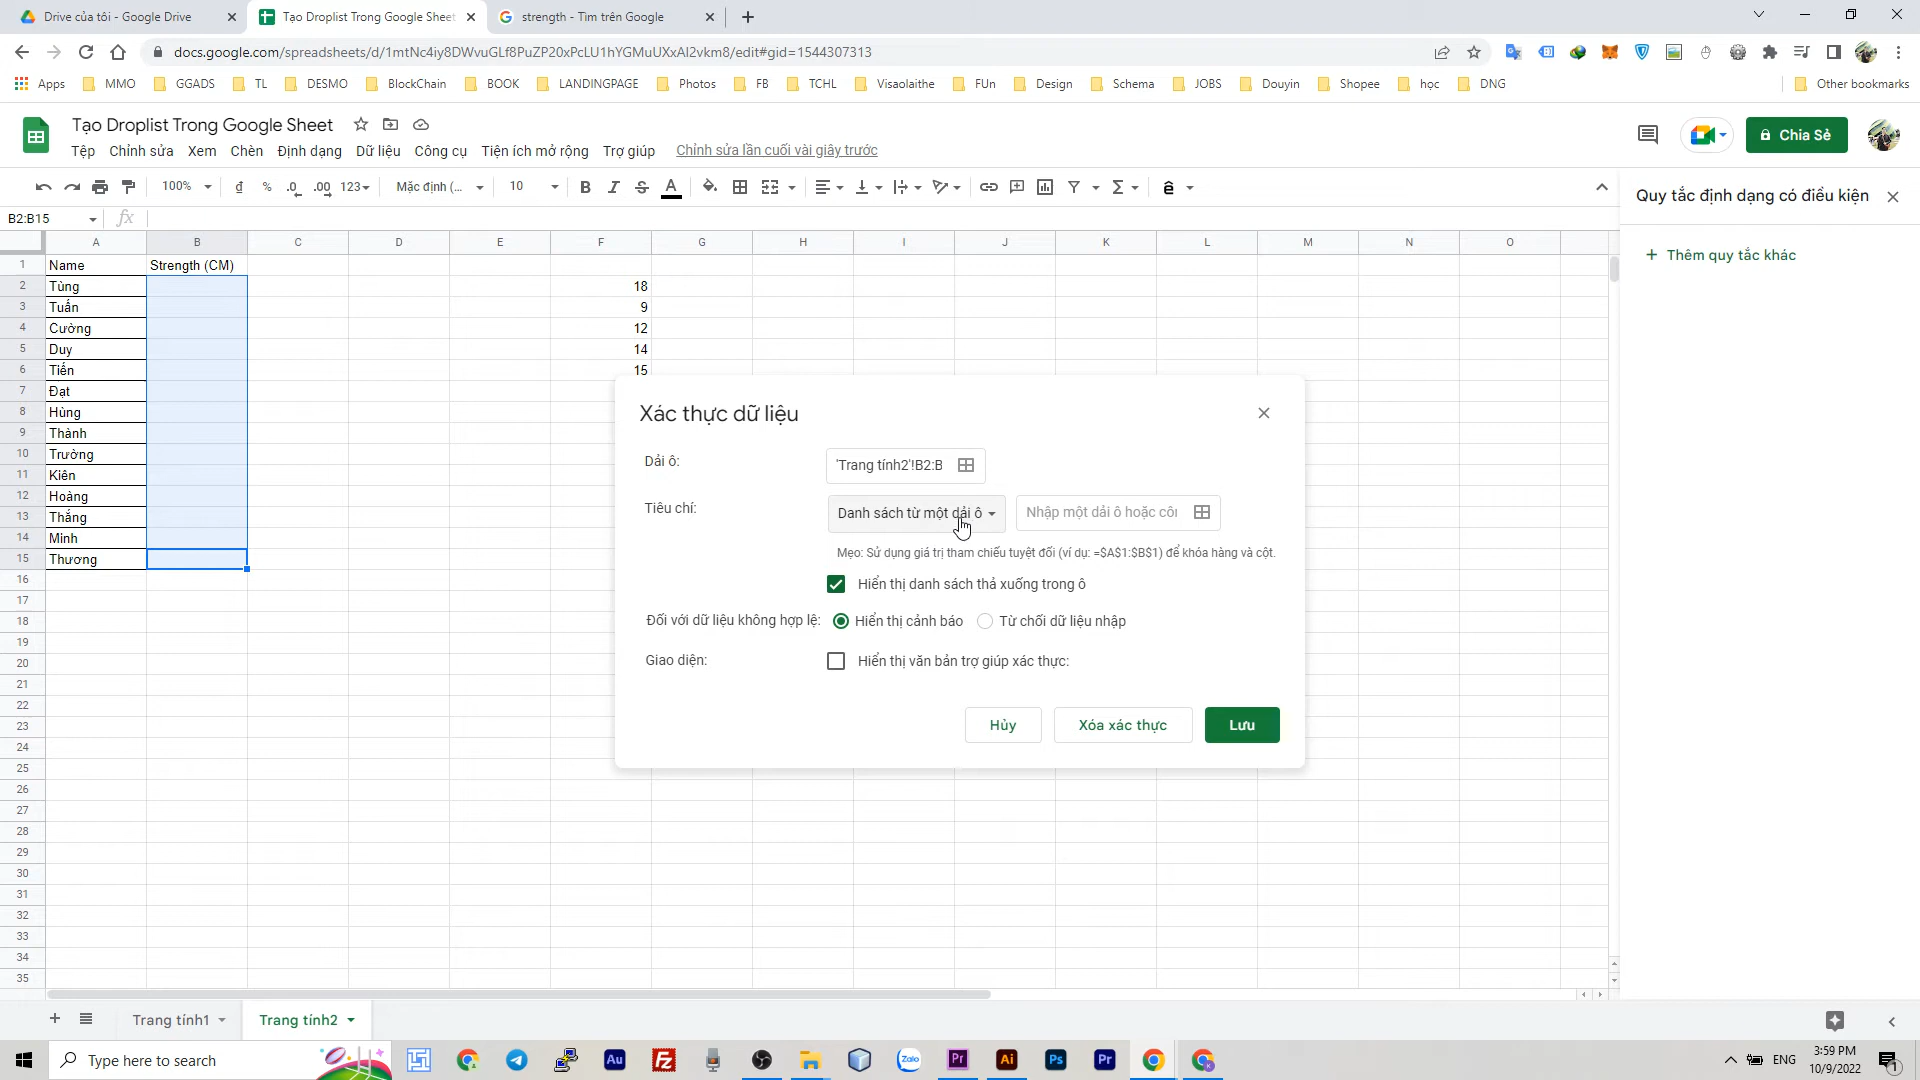 Drive của tôi - Google Drive
Tạo Droplist Trong Google Sheet
strength - Tìm trên Google
docs.google.com/spreadsheets/d/1mtNc4iy8DWvuGLf8PuZP20xPcLU1hYGMuUXxAI2vkm8/edit#gid=1544307313
Apps MMO GGADS TL DESMO BlockChain BOOK LANDINGPAGE Photos FB TCHL Visaolaithe FUn Design Schema JOBS Douyin Shopee học DNG Other bookmarks
Tạo Droplist Trong Google Sheet
Chia Sẻ
Tệp Chỉnh sửa Xem Chèn Định dạng Dữ liệu Công cụ Tiện ích mở rộng Trợ giúp Chỉnh sửa lần cuối vài giây trước
100% đ % .0 .00 123 Mặc định (... 10 B I S A
Quy tắc định dạng có điều kiện
B2:B15 fx
A B C D E F G H I J K L M N O
Thêm quy tắc khác
1 Name Strength (CM)
2 Tùng 18
3 Tuấn 9
4 Cường 12
5 Duy 14
6 Tiến 15
7 Đạt
8 Hùng
9 Thành
10 Trường
11 Kiên
12 Hoàng
13 Thắng
14 Minh
15 Thương
16
17
18
19
20
21
22
23
24
25
26
27
28
29
30
31
32
33
34
35
Xác thực dữ liệu
Dải ô: 'Trang tính2'!B2:B
Tiêu chí: Danh sách từ một dải ô Nhập một dải ô hoặc côn
Mẹo: Sử dụng giá trị tham chiếu tuyệt đối (ví dụ: =$A$1:$B$1) để khóa hàng và cột.
Hiển thị danh sách thả xuống trong ô
Đối với dữ liệu không hợp lệ: Hiển thị cảnh báo Từ chối dữ liệu nhập
Giao diện: Hiển thị văn bản trợ giúp xác thực:
Hủy Xóa xác thực Lưu
Trang tính1 Trang tính2
Type here to search
Au Fz Zalo Pr Ai Ps Pr
ENG
3:59 PM
10/9/2022
1